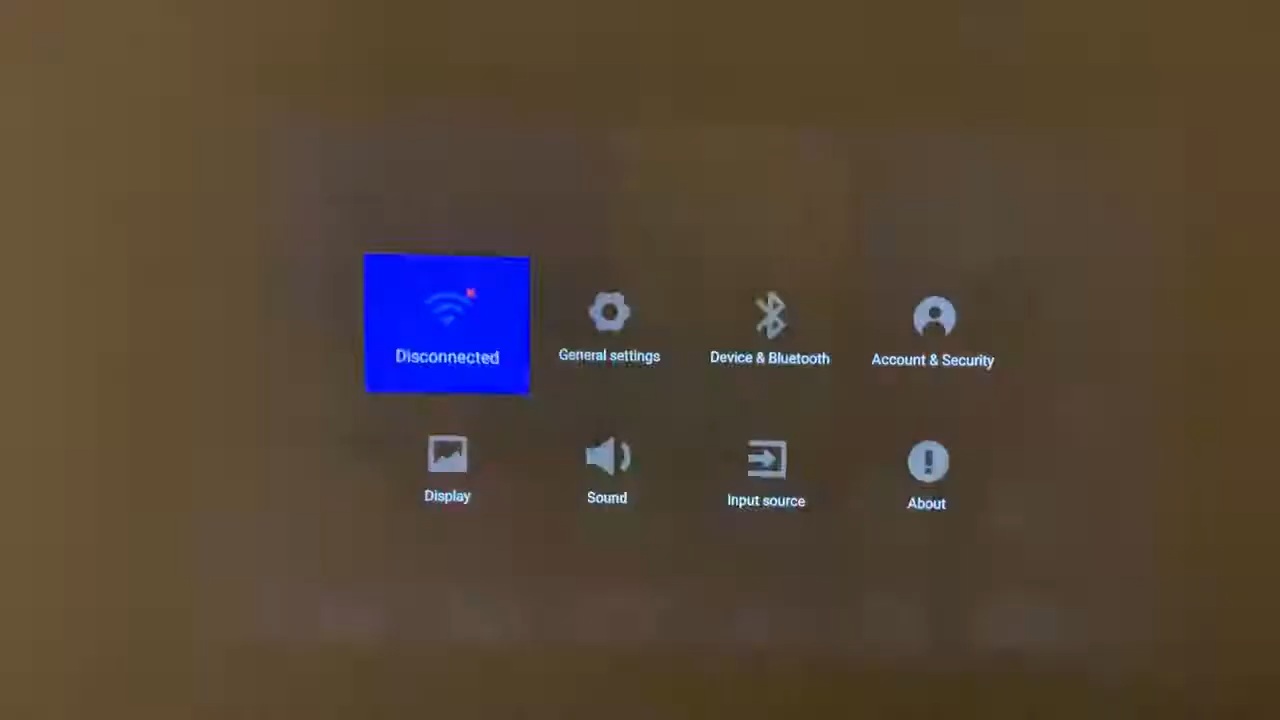 Disconnected
General settings
Device & Bluetooth
Account & Security
Display
Sound
Input source
About